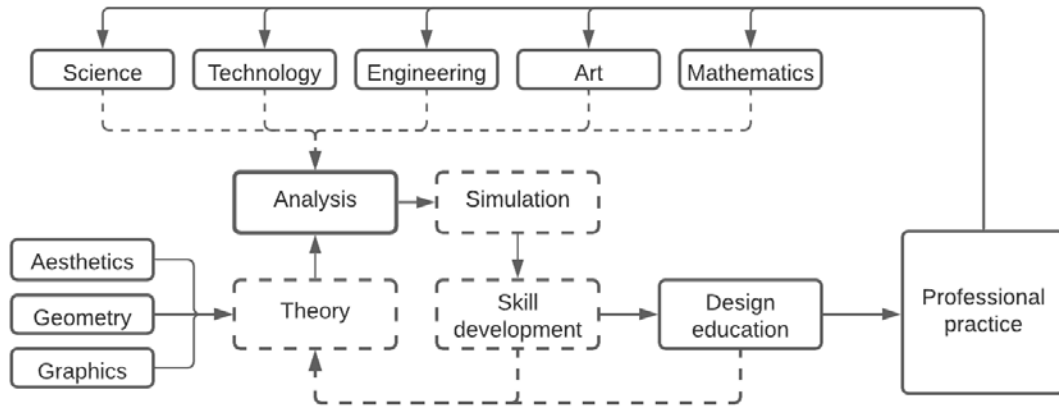 Science
Technology
Engineering
Art
Mathematics
Analysis
Simulation
Aesthetics
Geometry
Graphics
Theory
Skill
development
Design
education
Professional
practice